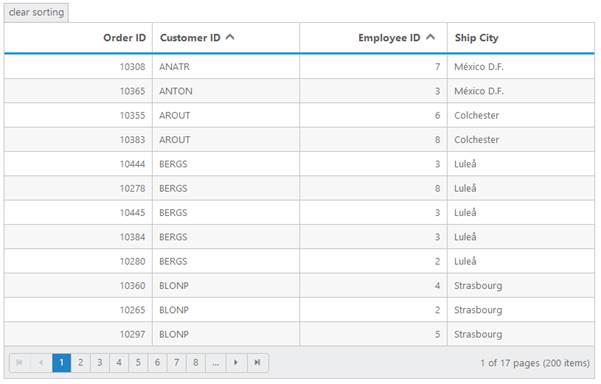 clear sorting
Order ID Customer ID Employee ID Ship City
10308 ANATR 7 México D.F.
10365 ANTON 3 México D.F.
10355 AROUT 6 Colchester
10383 AROUT 8 Colchester
10444 BERGS 3 Luleå
10278 BERGS 8 Luleå
10445 BERGS 3 Luleå
10384 BERGS 3 Luleå
10280 BERGS 2 Luleå
10360 BLONP 4 Strasbourg
10265 BLONP 2 Strasbourg
10297 BLONP 5 Strasbourg
1 2 3 4 5 6 7 8 ... 1 of 17 pages (200 items)